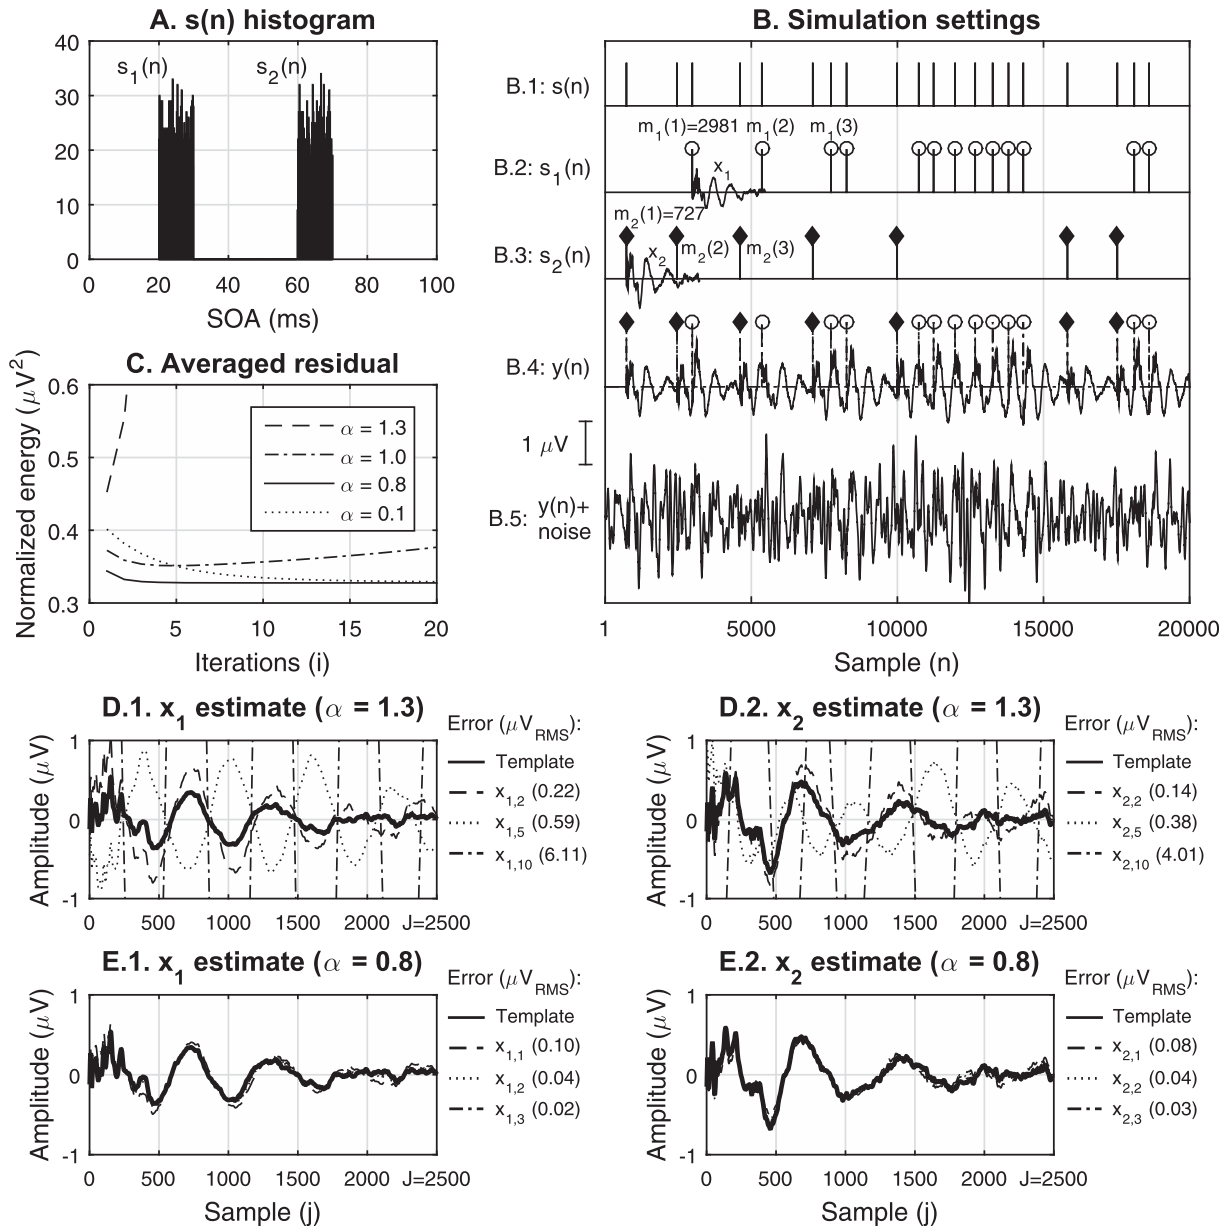 A. s(n) histogram
40
30
20
10
0
s1(n)
s2(n)
0 20 40 60 80 100
SOA (ms)
B. Simulation settings
B.1: s(n)
m1(1)=2981 m1(2) m1(3)
B.2: s1(n)
x1
m2(1)=727
B.3: s2(n)
x2
m2(2)
m2(3)
B.4: y(n)
1 μV
B.5: y(n)+
noise
1 5000 10000 15000 20000
Sample (n)
C. Averaged residual
Normalized energy (μV²)
0.6
0.5
0.4
0.3
α = 1.3
α = 1.0
α = 0.8
α = 0.1
0 5 10 15 20
Iterations (i)
D.1. x1 estimate (α = 1.3)
Amplitude (μV)
1
0
-1
0 500 1000 1500 2000 J=2500
Error (μVRMS):
Template
x1,2 (0.22)
x1,5 (0.59)
x1,10 (6.11)
D.2. x2 estimate (α = 1.3)
Amplitude (μV)
1
0
-1
0 500 1000 1500 2000 J=2500
Error (μVRMS):
Template
x2,2 (0.14)
x2,5 (0.38)
x2,10 (4.01)
E.1. x1 estimate (α = 0.8)
Amplitude (μV)
1
0
-1
0 500 1000 1500 2000 J=2500
Sample (j)
Error (μVRMS):
Template
x1,1 (0.10)
x1,2 (0.04)
x1,3 (0.02)
E.2. x2 estimate (α = 0.8)
Amplitude (μV)
1
0
-1
0 500 1000 1500 2000 J=2500
Sample (j)
Error (μVRMS):
Template
x2,1 (0.08)
x2,2 (0.04)
x2,3 (0.03)